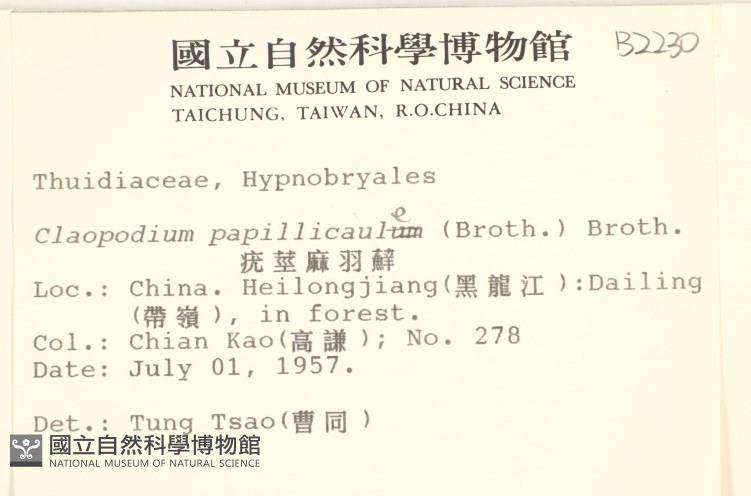 國立自然科學博物館 B2230
NATIONAL MUSEUM OF NATURAL SCIENCE
TAICHUNG, TAIWAN, R.O.CHINA
Thuidiaceae, Hypnobryales
e
Claopodium papillicaulum (Broth.) Broth.
疣莖麻羽蘚
Loc.: China. Heilongjiang(黑龍江):Dailing
(帶嶺), in forest.
Col.: Chian Kao(高謙); No. 278
Date: July 01, 1957.
Det.: Tung Tsao(曹同)
國立自然科學博物館
NATIONAL MUSEUM OF NATURAL SCIENCE